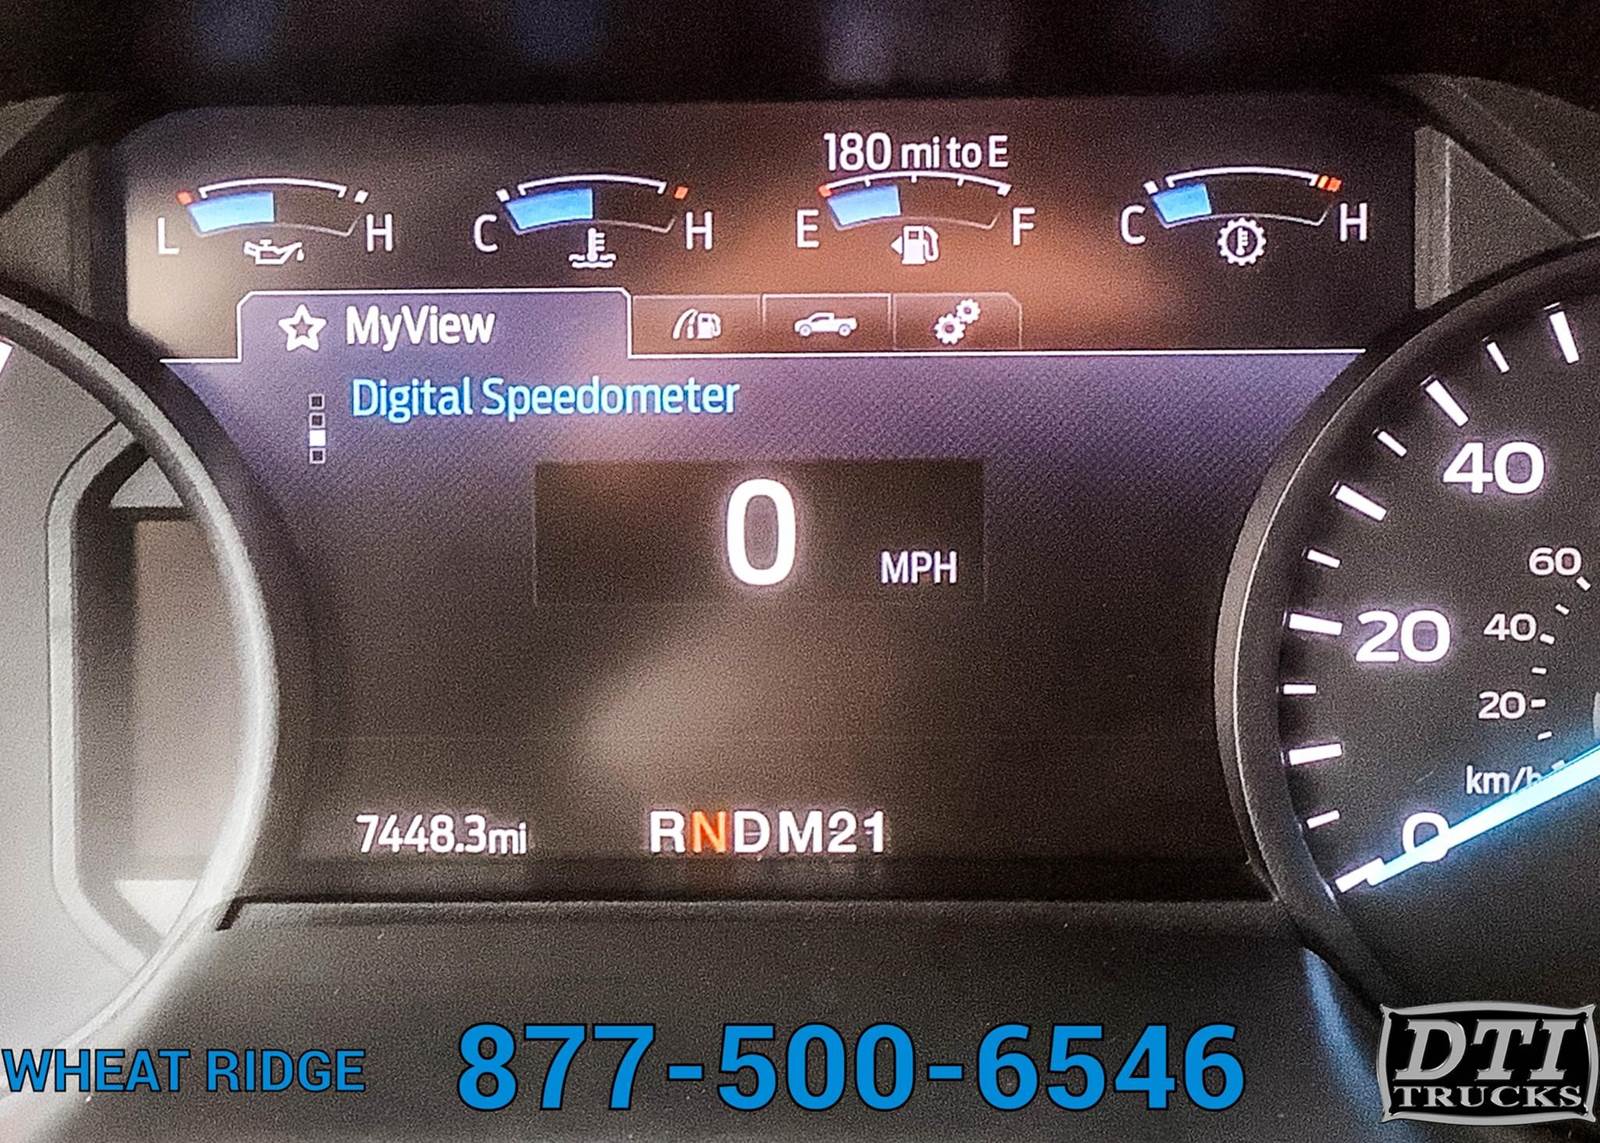 180 mi to E
L H C H E F C H
MyView
Digital Speedometer
0 MPH
40
60
20 40
20
km/h
0
7448.3mi RNDM21
WHEAT RIDGE 877-500-6546
DTI
TRUCKS